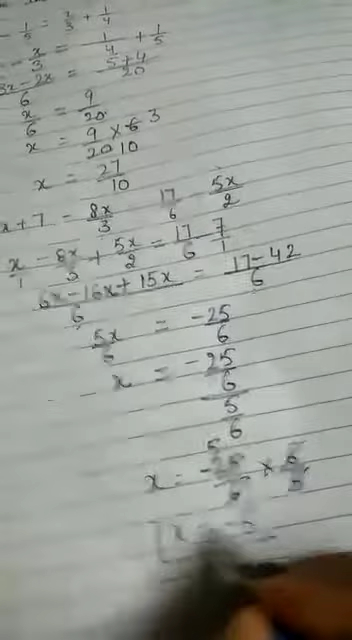 - 1/5 = x/3 + 1/4
- x/3 = 1/4 + 1/5
3x - 2x/6 = 5+4/20
x/6 = 9/20
x = 9/20 × 6 3 10
x = 27/10
x + 7 - 8x/3 17/6 - 5x/2
x/1 - 8x/3 + 5x/2 = 17/6 - 7/1
6x - 16x + 15x/6 = 17 - 42/6
5x/6 = -25/6
x = -25/6 / 5/6
x = -25/6 × 6/5
x = -5